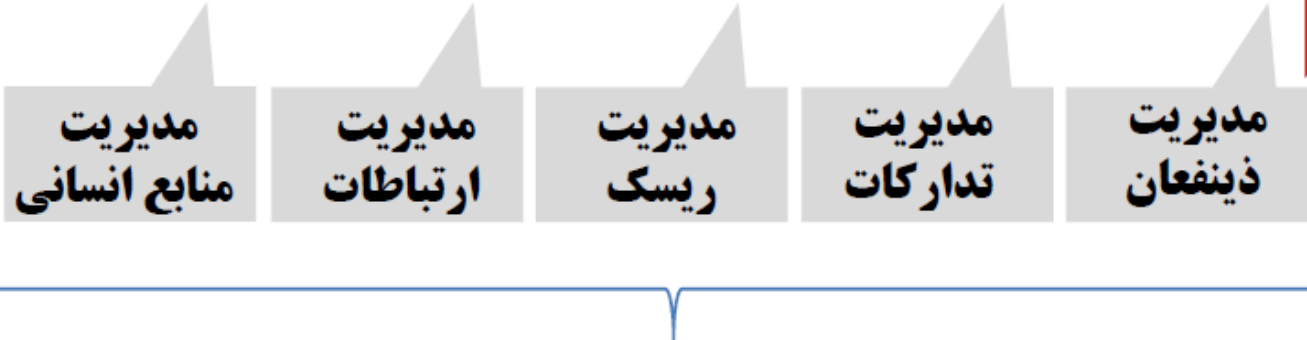 مدیریت
ذینفعان
مدیریت
تدارکات
مدیریت
ریسک
مدیریت
ارتباطات
مدیریت
منابع انسانی